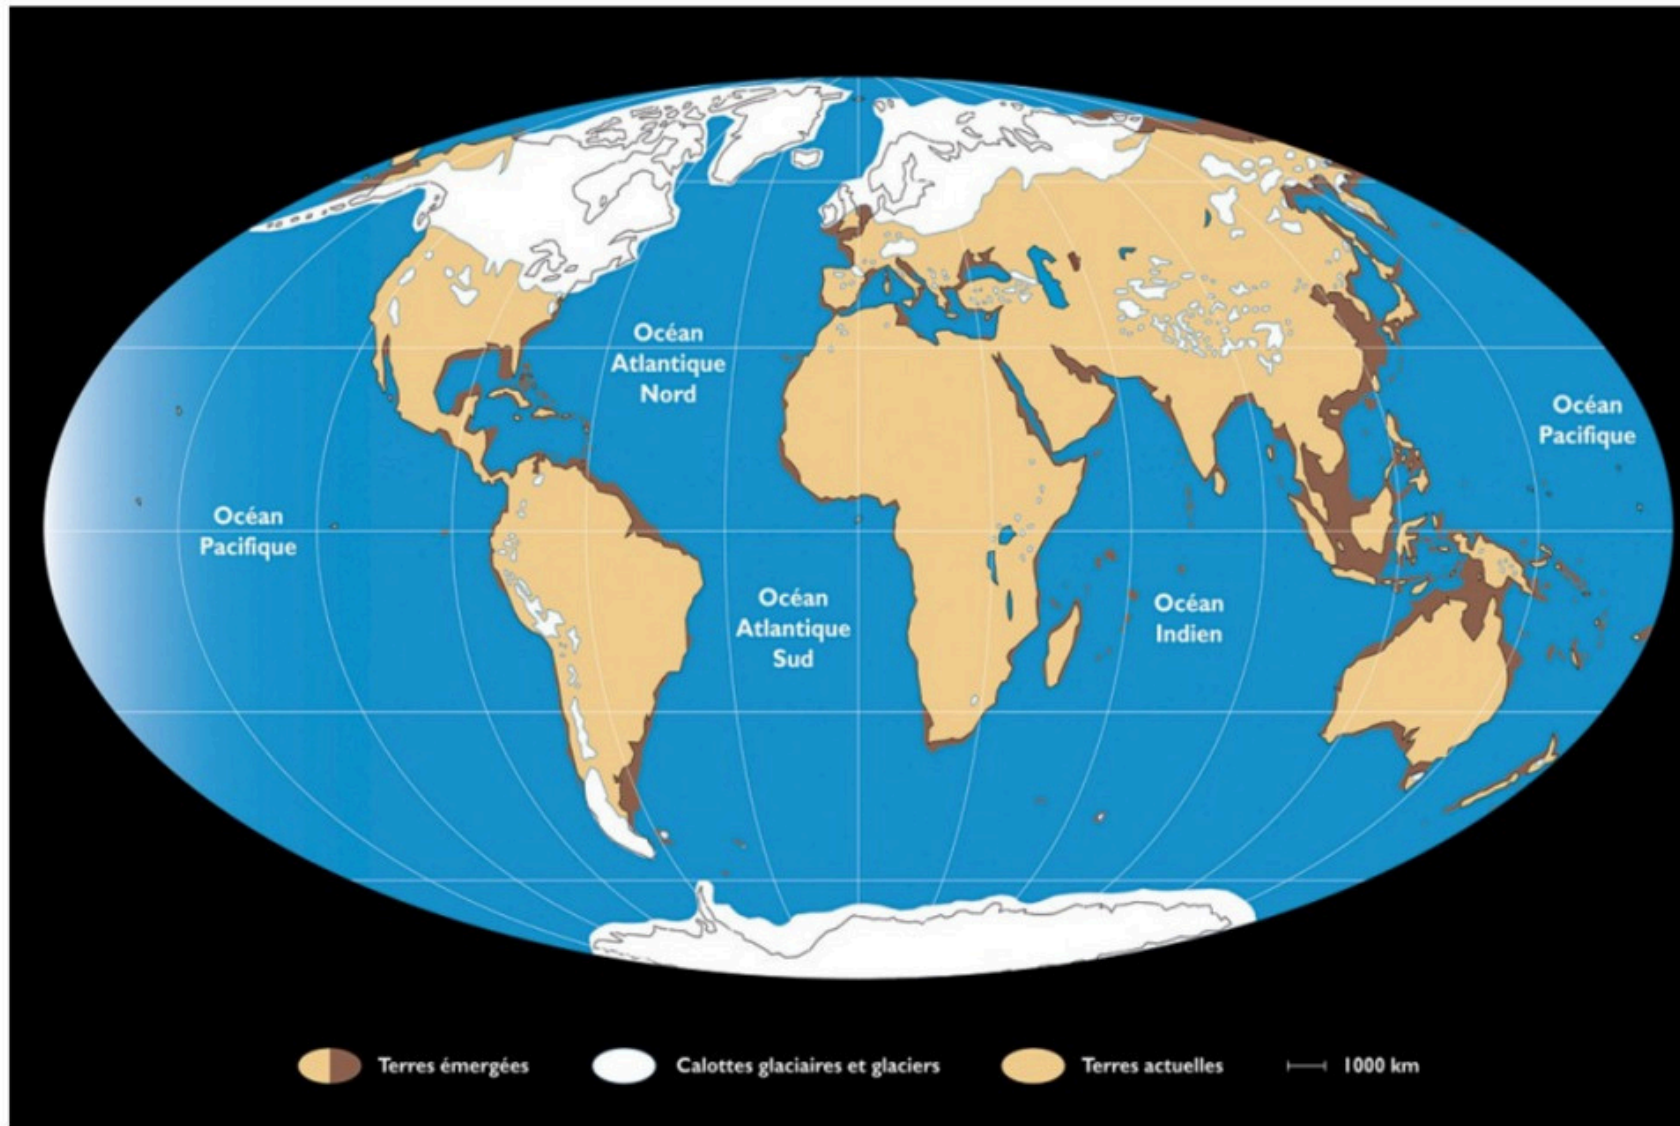 Océan
Atlantique
Nord
Océan
Pacifique
Océan
Pacifique
Océan
Atlantique
Sud
Océan
Indien
Terres émergées
Calottes glaciaires et glaciers
Terres actuelles
1000 km